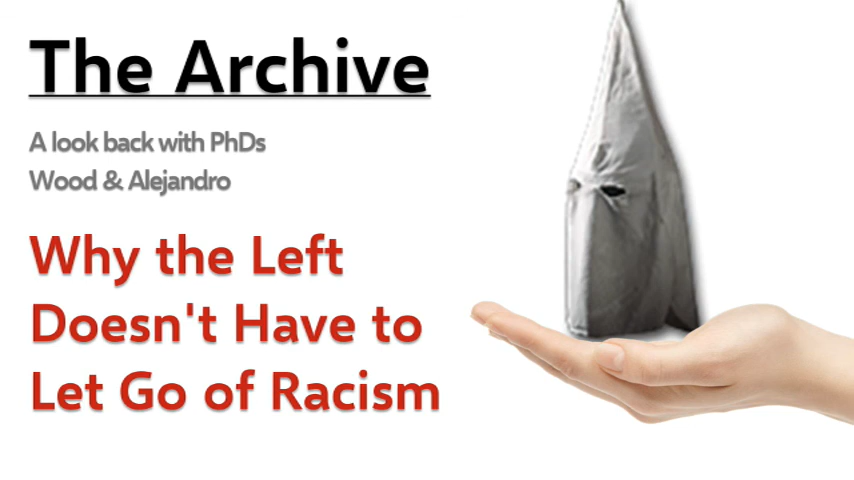 The Archive
A look back with PhDs
Wood & Alejandro
Why the Left
Doesn't Have to
Let Go of Racism